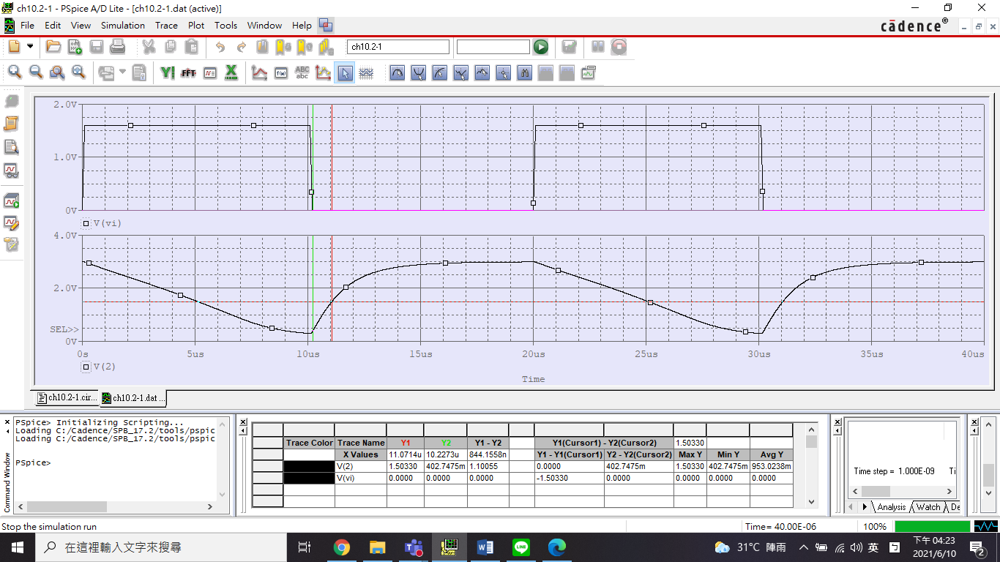 ch10.2-1 - PSpice A/D Lite - [ch10.2-1.dat (active)]
File Edit View Simulation Trace Plot Tools Window Help
cādence®
ch10.2-1
FFT
ABC
abc
2.0V
1.0V
0V
V(vi)
4.0V
2.0V
SEL>>
0V
0s 5us 10us 15us 20us 25us 30us 35us 40us
V(2)
Time
ch10.2-1.cir... ch10.2-1.dat ...
Command Window
PSpice> Initializing Scripting...
Loading C:/Cadence/SPB_17.2/tools/pspic
Loading C:/Cadence/SPB_17.2/tools/pspic
PSpice>
Trace Color Trace Name Y1 Y2 Y1 - Y2 Y1(Cursor1) - Y2(Cursor2) 1.50330
X Values 11.0714u 10.2273u 844.1558n Y1 - Y1(Cursor1) Y2 - Y2(Cursor2) Max Y Min Y Avg Y
V(2) 1.50330 402.7475m 1.10055 0.0000 402.7475m 1.50330 402.7475m 953.0238m
V(vi) 0.0000 0.0000 0.0000 -1.50330 0.0000 0.0000 0.0000 0.0000
Time step = 1.000E-09 Ti
Analysis Watch De
Stop the simulation run
Time= 40.00E-06 100%
在這裡輸入文字來搜尋
31°C 陣雨
英
下午 04:23
2021/6/10
2